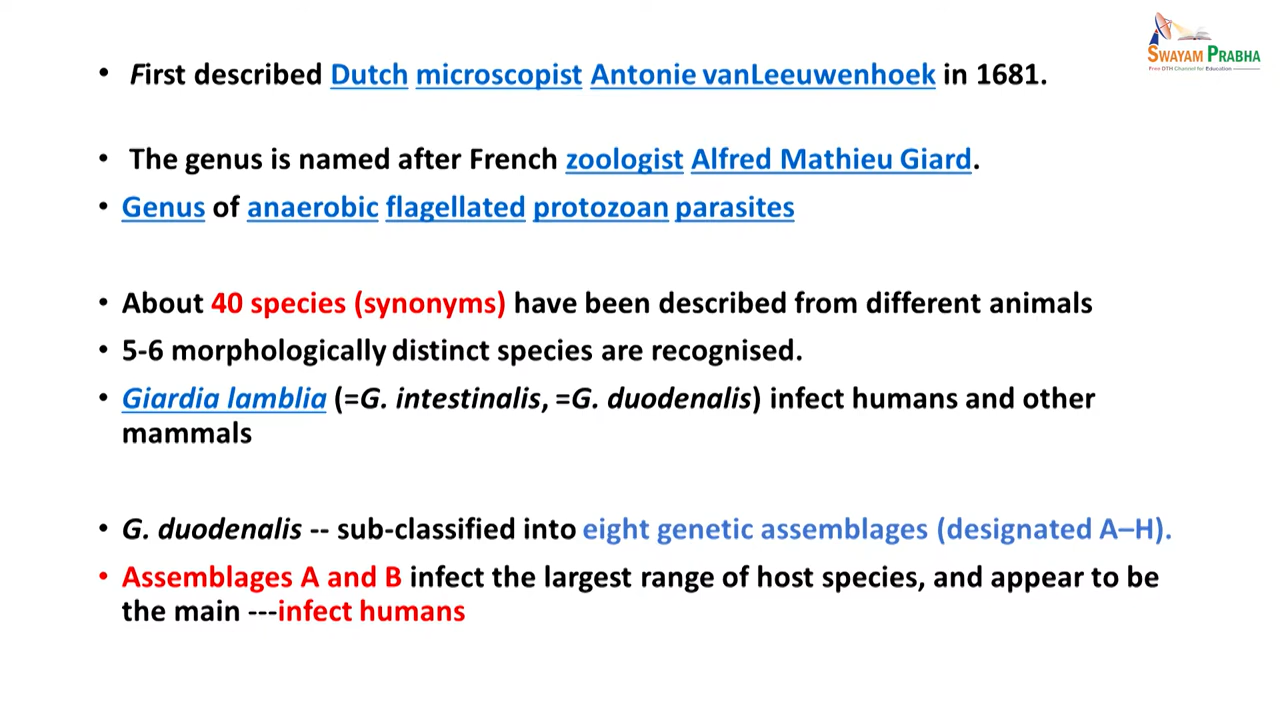 SWAYAM PRABHA
Free DTH Channel for Education
• First described Dutch microscopist Antonie vanLeeuwenhoek in 1681.
• The genus is named after French zoologist Alfred Mathieu Giard.
• Genus of anaerobic flagellated protozoan parasites
• About 40 species (synonyms) have been described from different animals
• 5-6 morphologically distinct species are recognised.
• Giardia lamblia (=G. intestinalis, =G. duodenalis) infect humans and other
mammals
• G. duodenalis -- sub-classified into eight genetic assemblages (designated A–H).
• Assemblages A and B infect the largest range of host species, and appear to be
the main ---infect humans